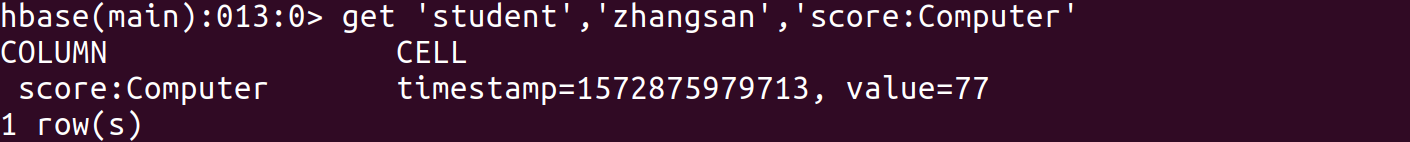 hbase(main):013:0> get 'student','zhangsan','score:Computer'
COLUMN                CELL
 score:Computer       timestamp=1572875979713, value=77
1 row(s)